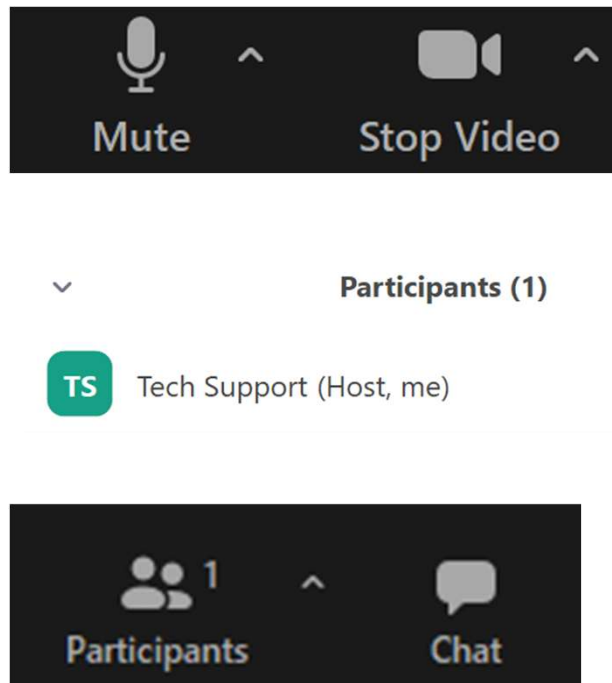 Mute Stop Video
Participants (1)
TS Tech Support (Host, me)
1
Participants Chat